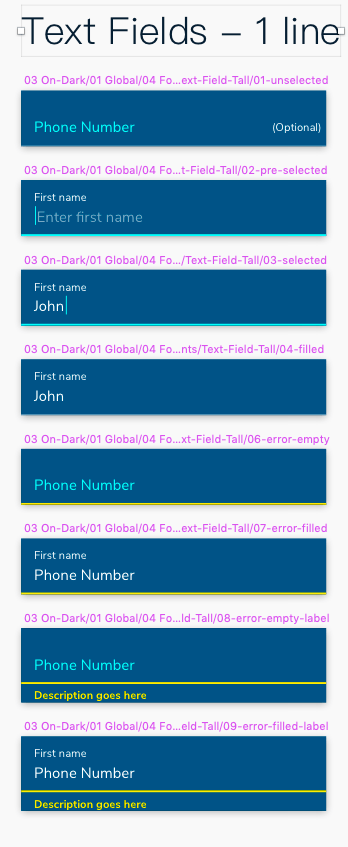 Text Fields – 1 line
03 On-Dark/01 Global/04 Fo...ext-Field-Tall/01-unselected
Phone Number
(Optional)
03 On-Dark/01 Global/04 Fo...t-Field-Tall/02-pre-selected
First name
Enter first name
03 On-Dark/01 Global/04 Fo.../Text-Field-Tall/03-selected
First name
John
03 On-Dark/01 Global/04 Fo...nts/Text-Field-Tall/04-filled
First name
John
03 On-Dark/01 Global/04 Fo...xt-Field-Tall/06-error-empty
Phone Number
03 On-Dark/01 Global/04 Fo...ext-Field-Tall/07-error-filled
First name
Phone Number
03 On-Dark/01 Global/04 Fo...ld-Tall/08-error-empty-label
Phone Number
Description goes here
03 On-Dark/01 Global/04 Fo...eld-Tall/09-error-filled-label
First name
Phone Number
Description goes here